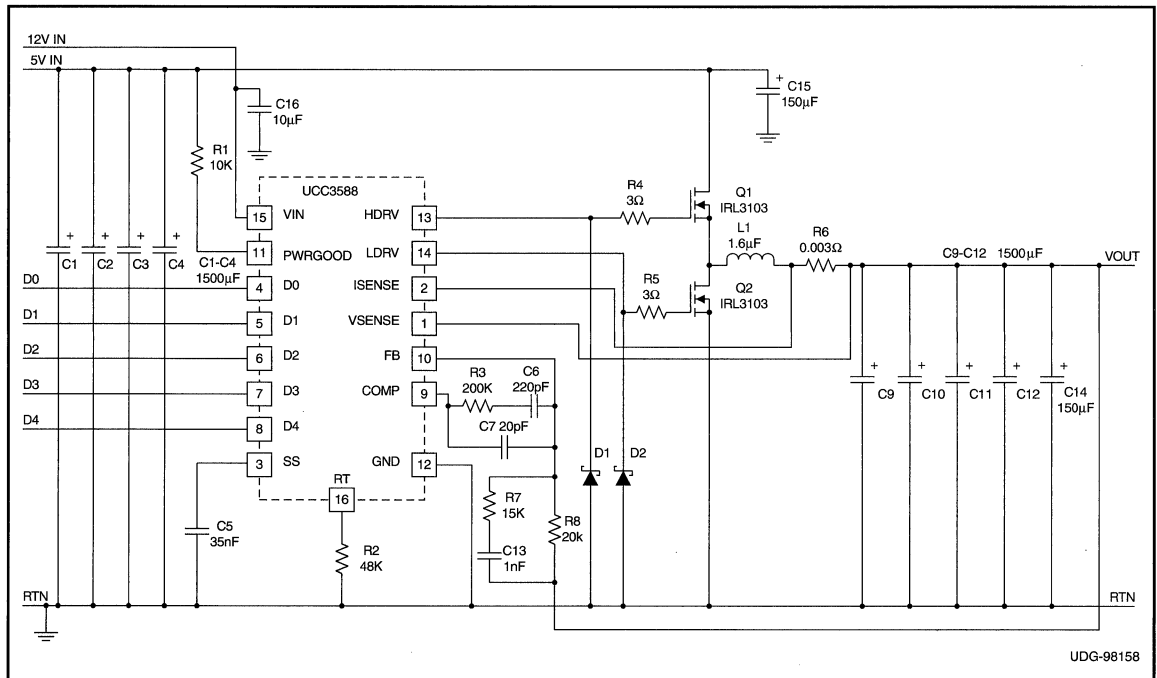 12V IN
5V IN
C16
10µF
+
C15
150µF
R1
10K
UCC3588
15 VIN
HDRV 13
11 PWRGOOD
LDRV 14
4 D0
ISENSE 2
5 D1
VSENSE 1
6 D2
FB 10
7 D3
COMP 9
8 D4
3 SS
GND 12
RT
16
C1-C4
1500µF
+
C1
+
C2
+
C3
+
C4
D0
D1
D2
D3
D4
R4
3Ω
Q1
IRL3103
L1
1.6µF
R6
0.003Ω
R5
3Ω
Q2
IRL3103
C9-C12 1500µF
VOUT
R3
200K
C6
220pF
C7 20pF
D1
D2
+
C9
+
C10
+
C11
+
C12
+
C14
150µF
R7
15K
R8
20k
C13
1nF
C5
35nF
R2
48K
RTN
RTN
UDG-98158